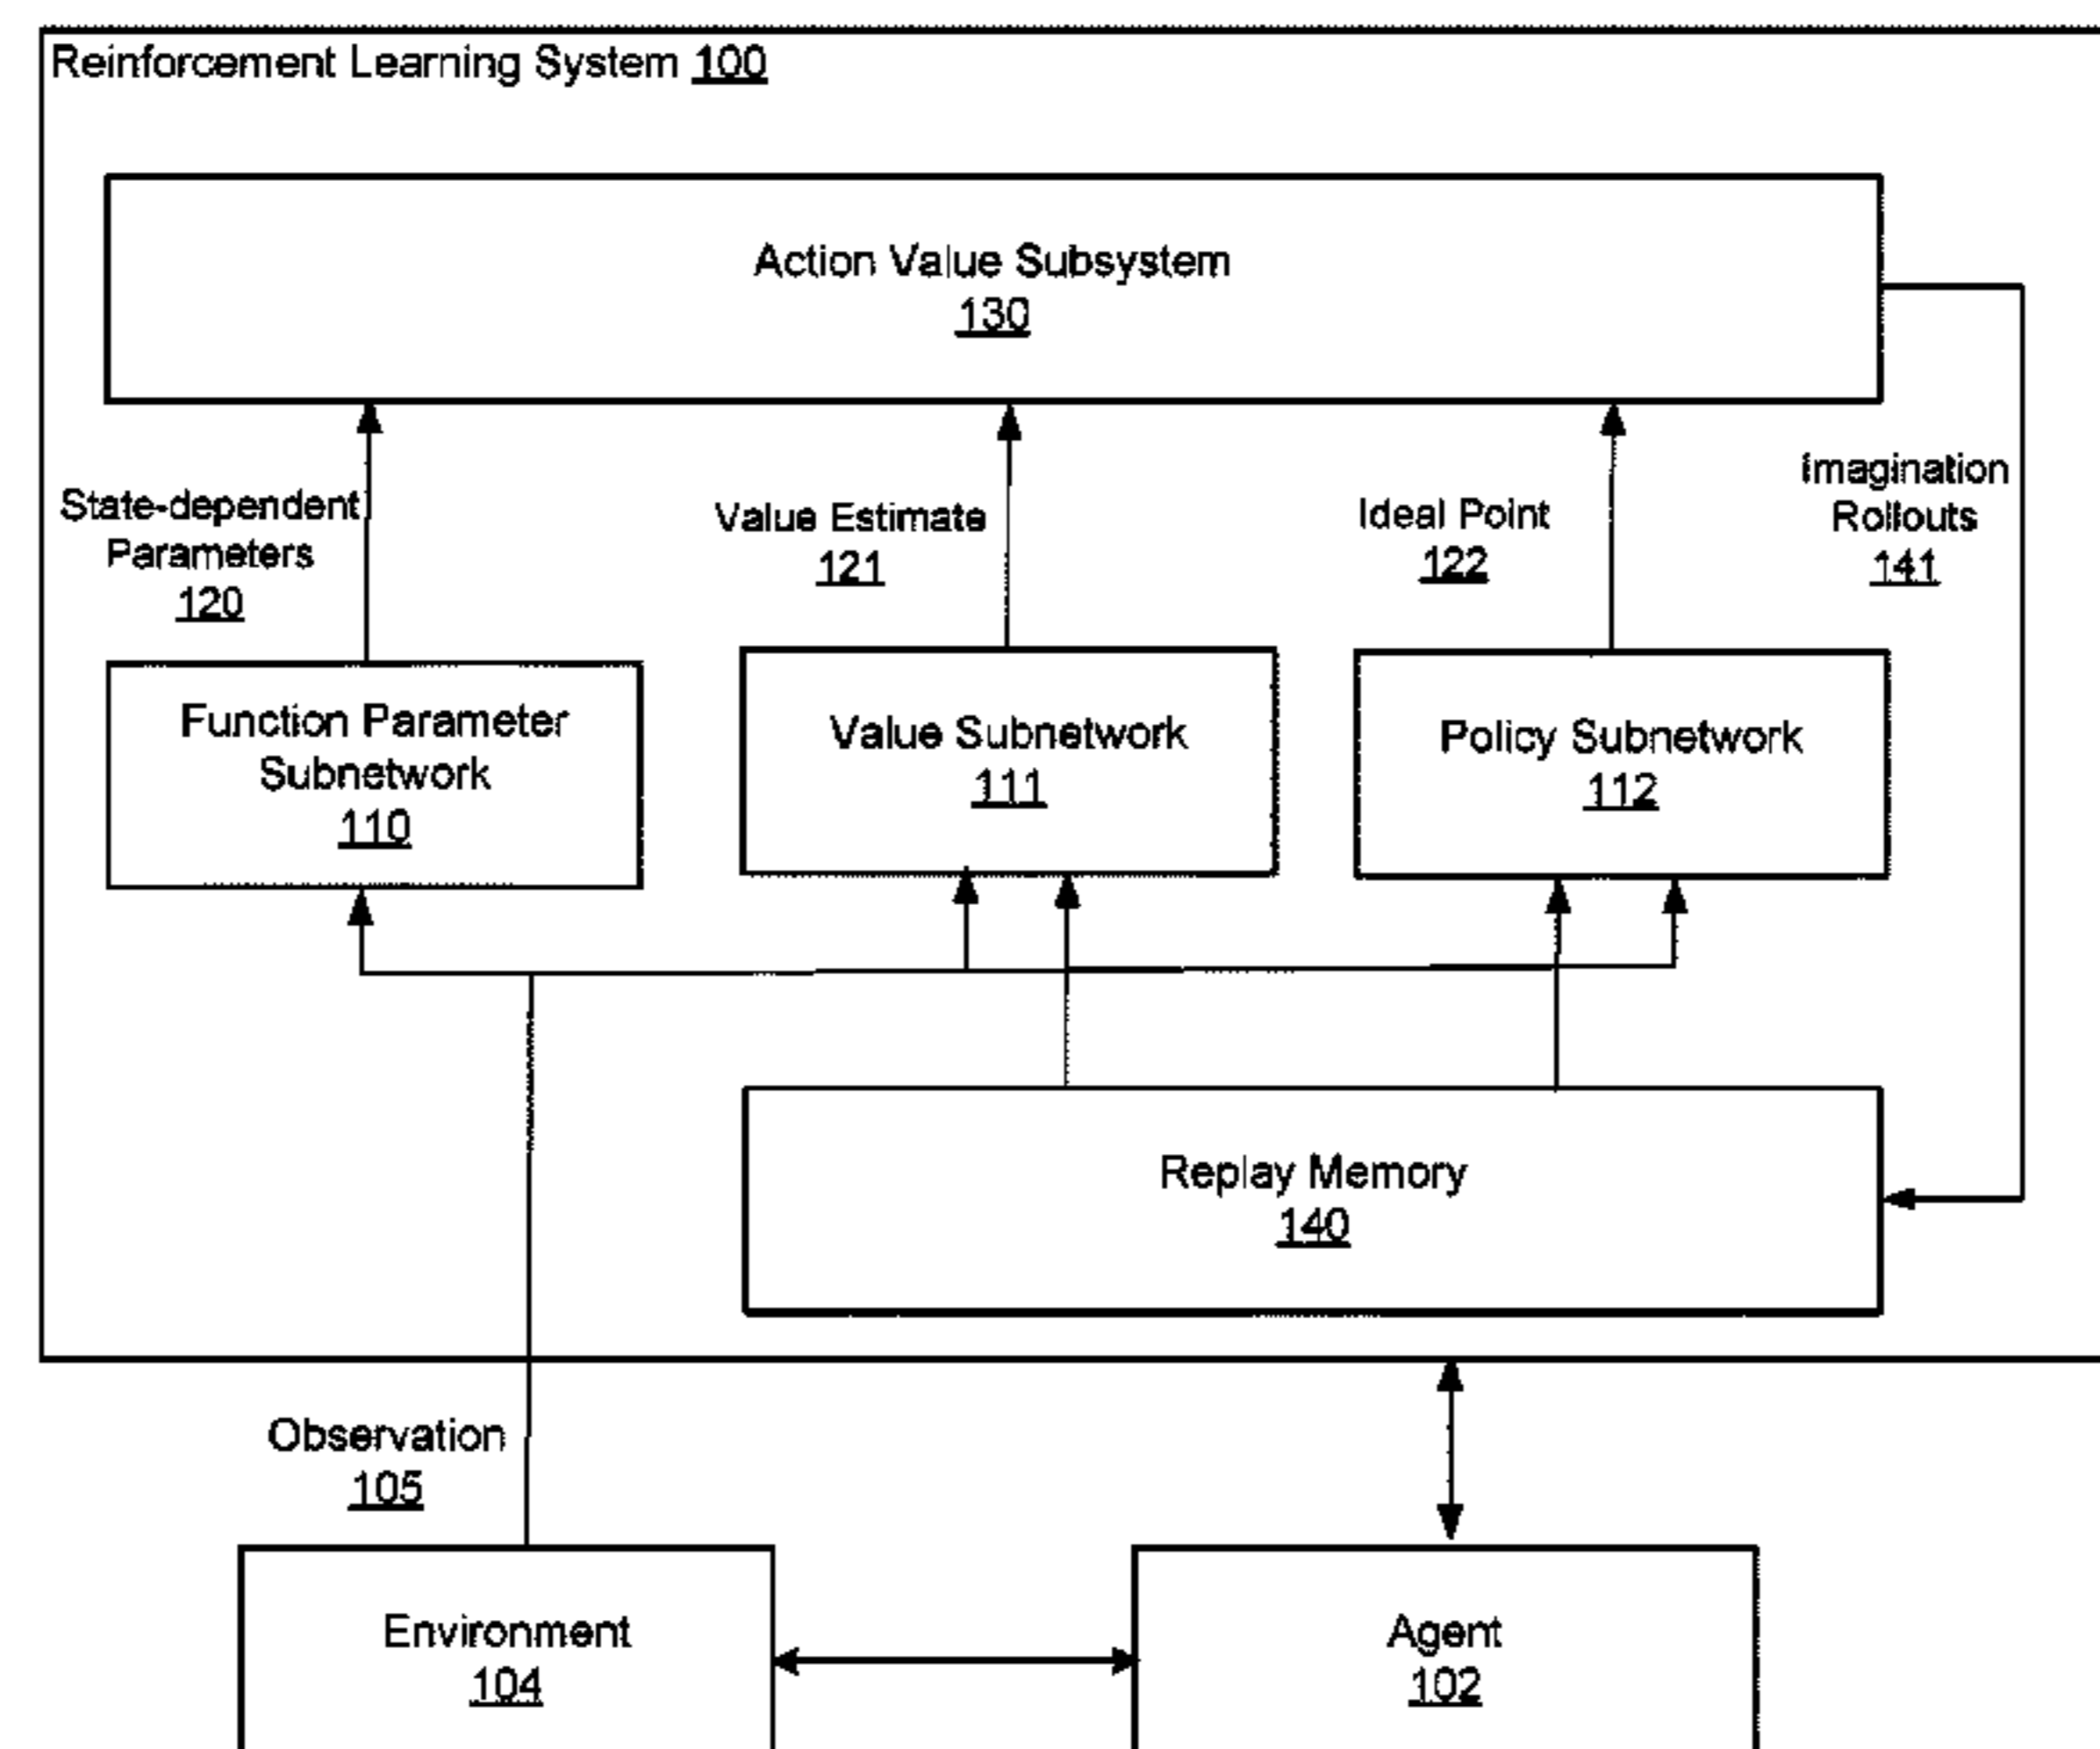 Reinforcement Learning System 100
Action Value Subsystem
130
State-dependent
Parameters
120
Value Estimate
121
Ideal Point
122
Imagination
Rollouts
141
Function Parameter
Subnetwork
110
Value Subnetwork
111
Policy Subnetwork
112
Replay Memory
140
Observation
105
Environment
104
Agent
102